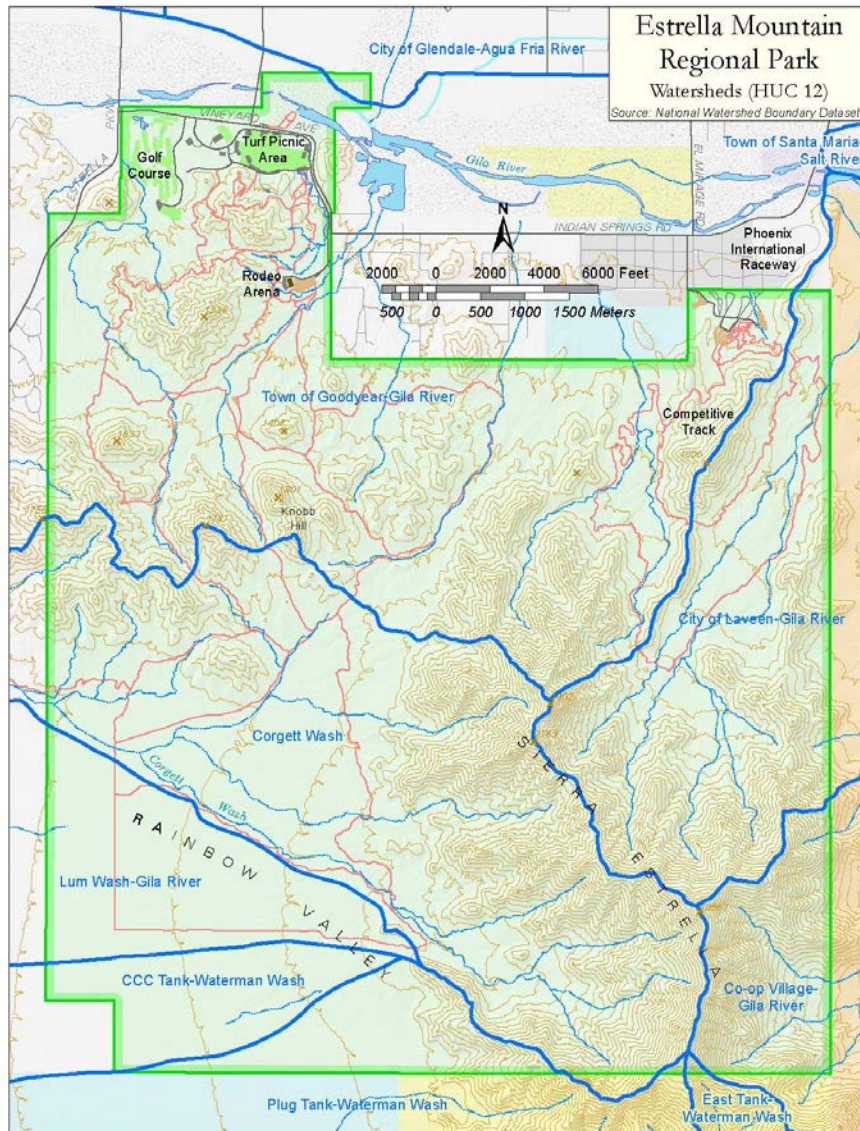 Estrella Mountain
Regional Park
Watersheds (HUC 12)
Source: National Watershed Boundary Dataset
City of Glendale-Agua Fria River
Town of Santa Maria-
Salt River
ESTRELLA
PKWY
VINEYARD
AVE
Golf
Course
Turf Picnic
Area
Gila River
EL MIRAGE RD
INDIAN SPRINGS RD
N
Phoenix
International
Raceway
Rodeo
Arena
2000 0 2000 4000 6000 Feet
500 0 500 1000 1500 Meters
Town of Goodyear-Gila River
Competitive
Track
Knobb
Hill
City of Laveen-Gila River
Corgett Wash
SIERRA ESTRELLA
Corgett Wash
RAINBOW VALLEY
Lum Wash-Gila River
CCC Tank-Waterman Wash
Co-op Village-
Gila River
Plug Tank-Waterman Wash
East Tank-
Waterman Wash